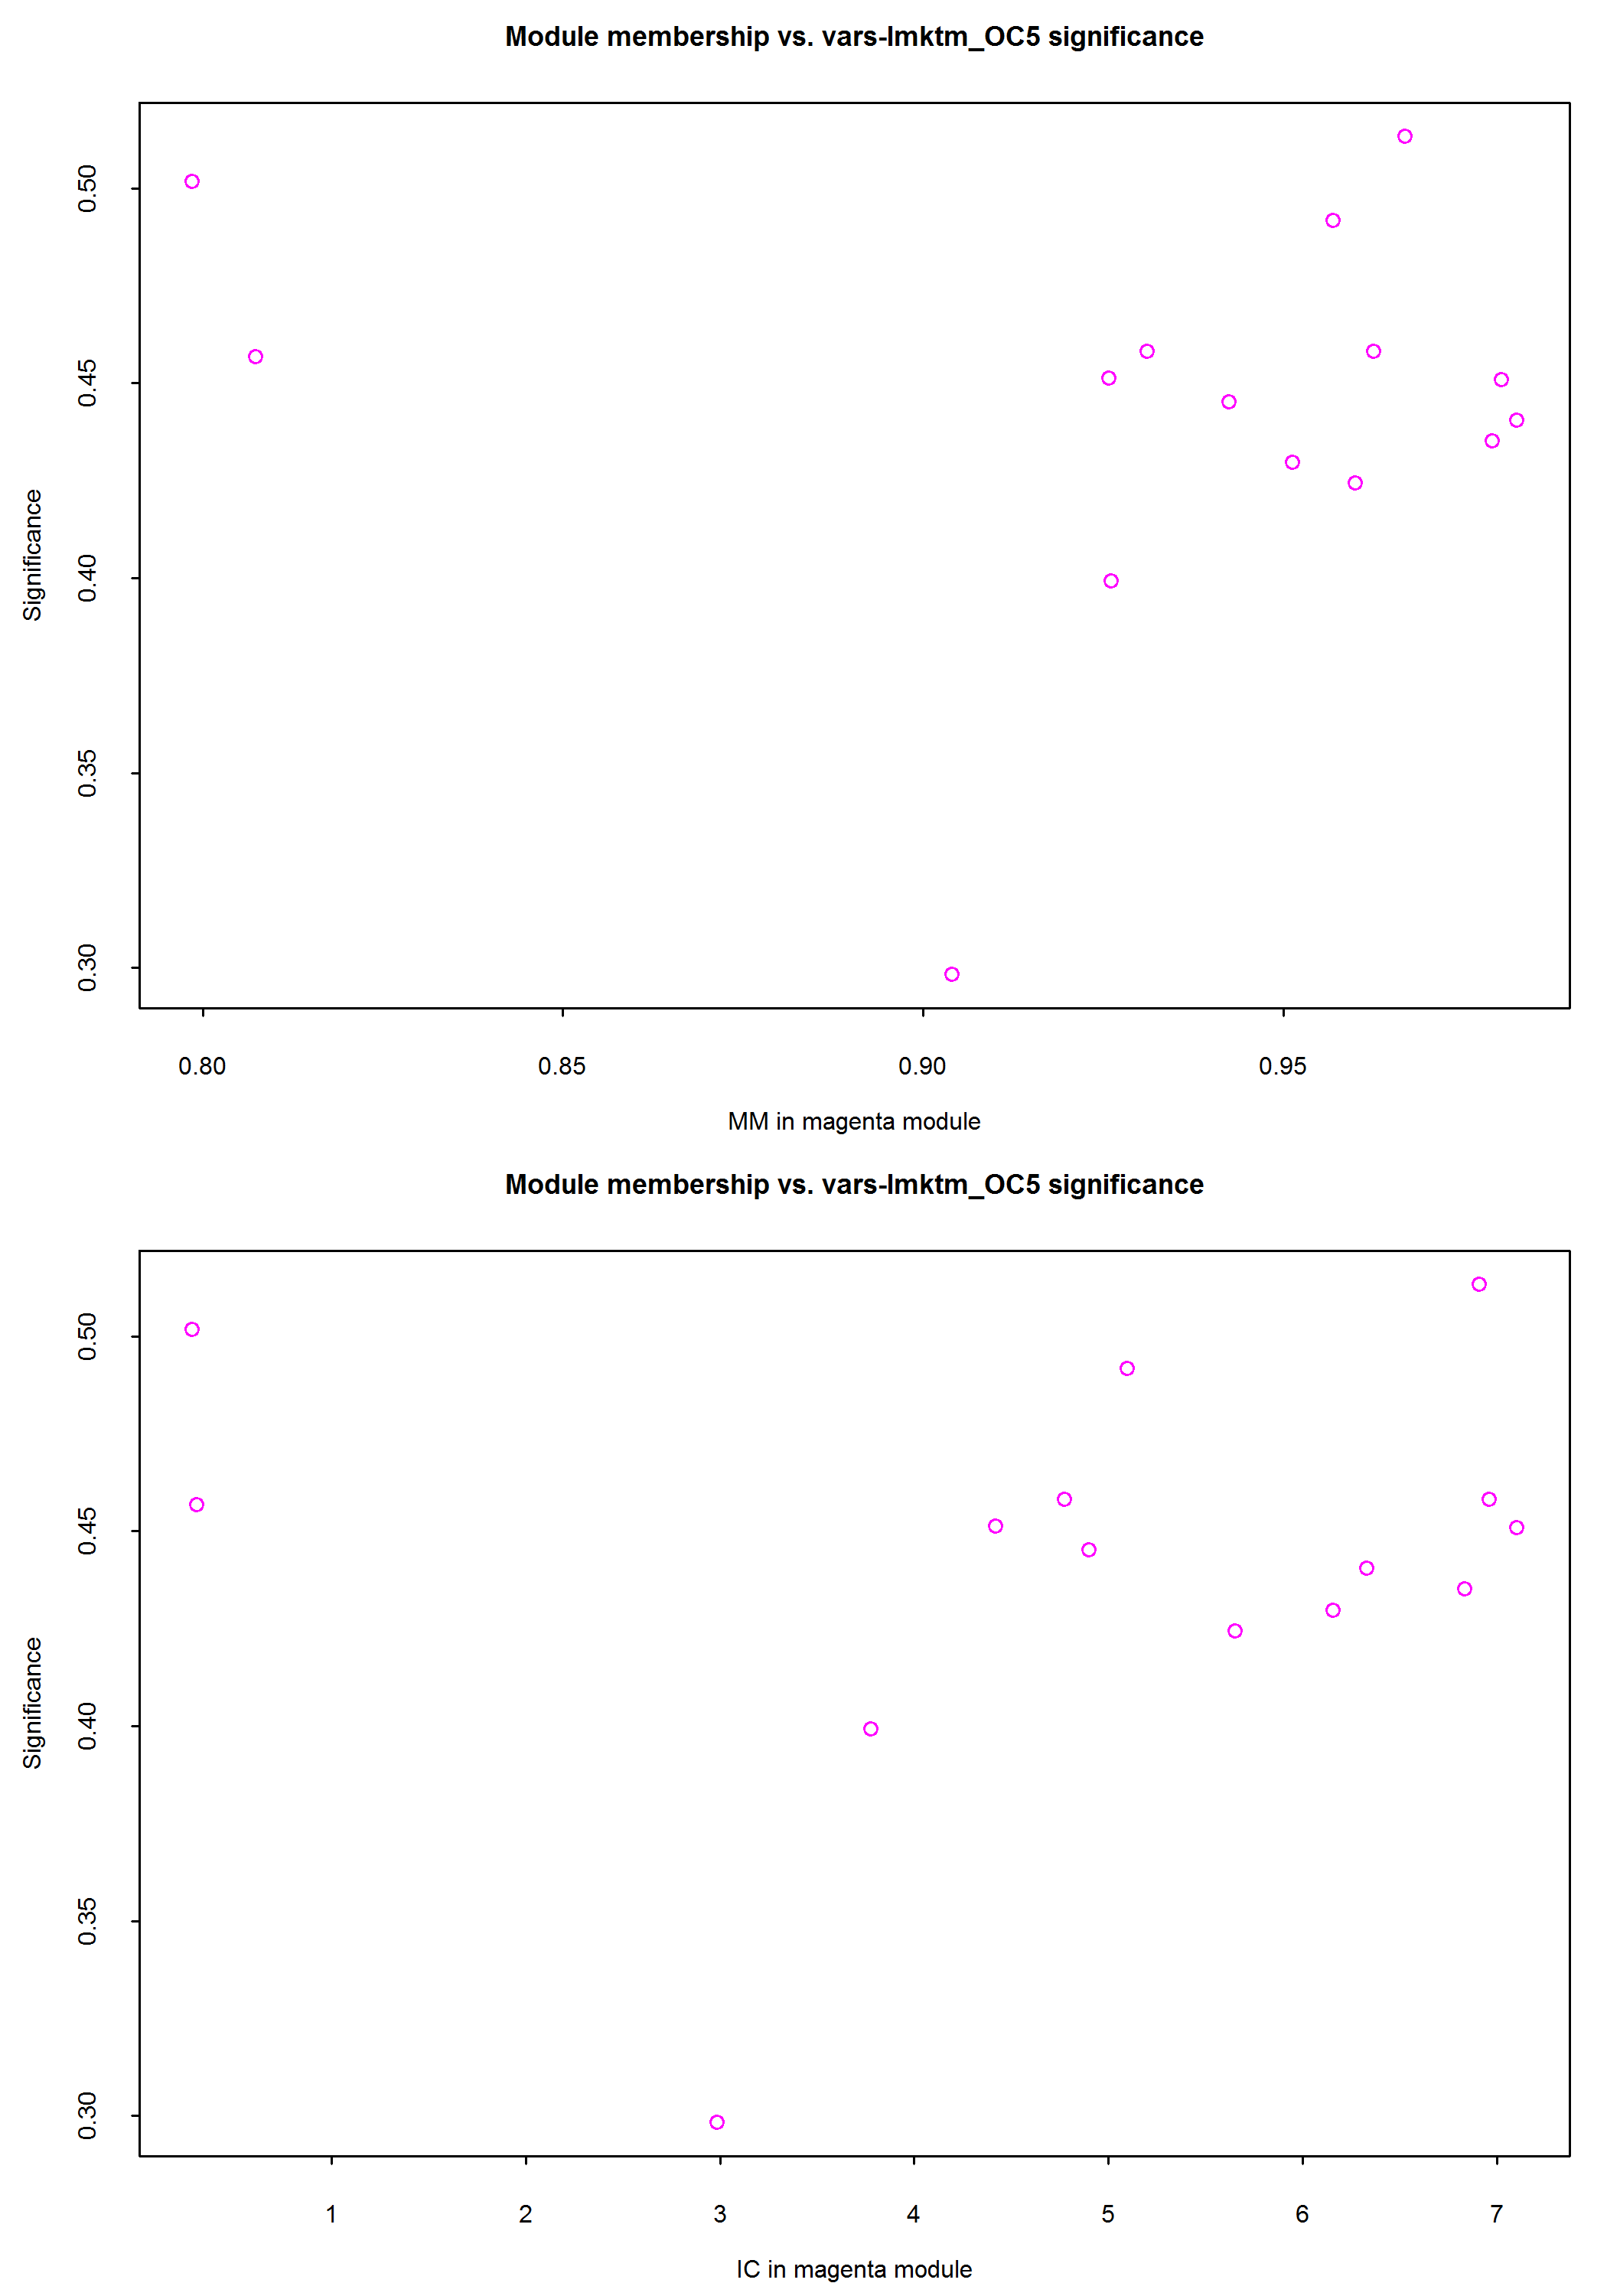 Module membership vs. vars-lmktm_OC5 significance
0.50
0.45
0.40
0.35
0.30
Significance
0.80 0.85 0.90 0.95
MM in magenta module
Module membership vs. vars-lmktm_OC5 significance
0.50
0.45
0.40
0.35
0.30
Significance
1 2 3 4 5 6 7
IC in magenta module